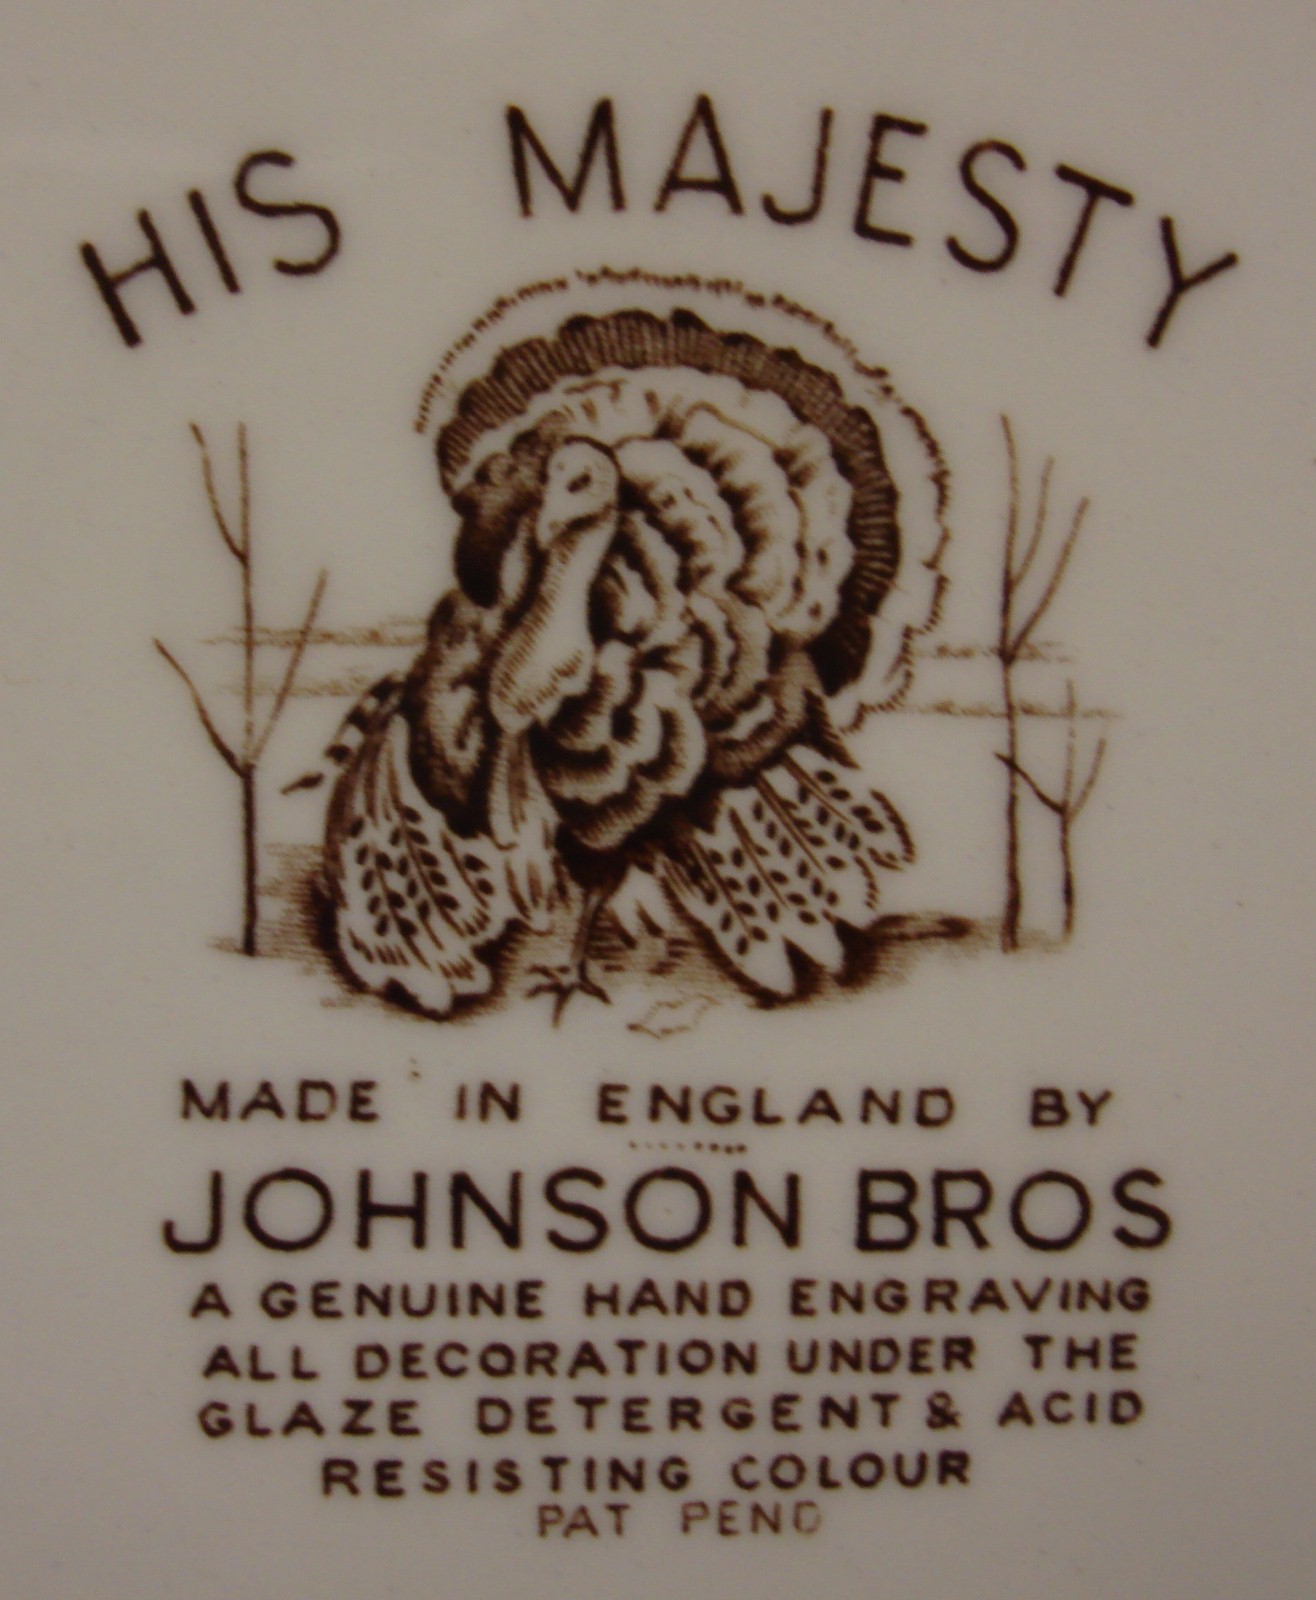 HIS MAJESTY
MADE IN ENGLAND BY
JOHNSON BROS
A GENUINE HAND ENGRAVING
ALL DECORATION UNDER THE
GLAZE DETERGENT & ACID
RESISTING COLOUR
PAT PEND